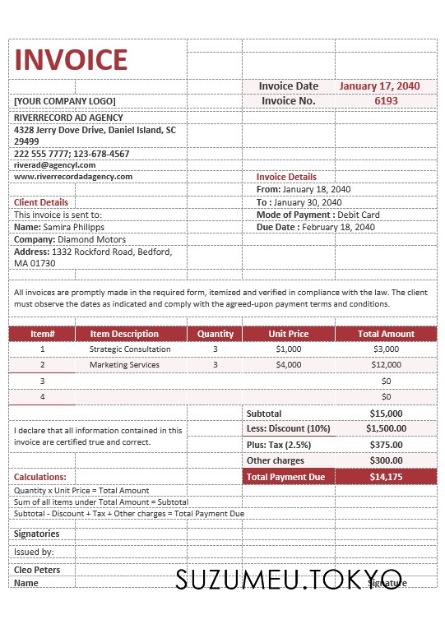 INVOICE
Invoice Date January 17, 2040
[YOUR COMPANY LOGO] Invoice No. 6193
RIVERRECORD AD AGENCY
4328 Jerry Dove Drive, Daniel Island, SC
29499
222 555 7777; 123-678-4567
riverad@agencyl.com
www.riverrecordadagency.com
Invoice Details
From: January 18, 2040
Client Details
To : January 30, 2040
This invoice is sent to:
Mode of Payment : Debit Card
Name: Samira Philipps
Due Date : February 18, 2040
Company: Diamond Motors
Address: 1332 Rockford Road, Bedford,
MA 01730
All invoices are promptly made in the required form, itemized and verified in compliance with the law. The client
must observe the dates as indicated and comply with the agreed-upon payment terms and conditions.
Item# Item Description Quantity Unit Price Total Amount
1 Strategic Consultation 3 $1,000 $3,000
2 Marketing Services 3 $4,000 $12,000
3 $0
4 $0
Subtotal $15,000
Less: Discount (10%) $1,500.00
I declare that all information contained in this
invoice are certified true and correct.
Plus: Tax (2.5%) $375.00
Other charges $300.00
Calculations: Total Payment Due $14,175
Quantity x Unit Price = Total Amount
Sum of all items under Total Amount = Subtotal
Subtotal - Discount + Tax + Other charges = Total Payment Due
Signatories
Issued by:
Cleo Peters
Name Signature
SUZUMEU.TOKYO